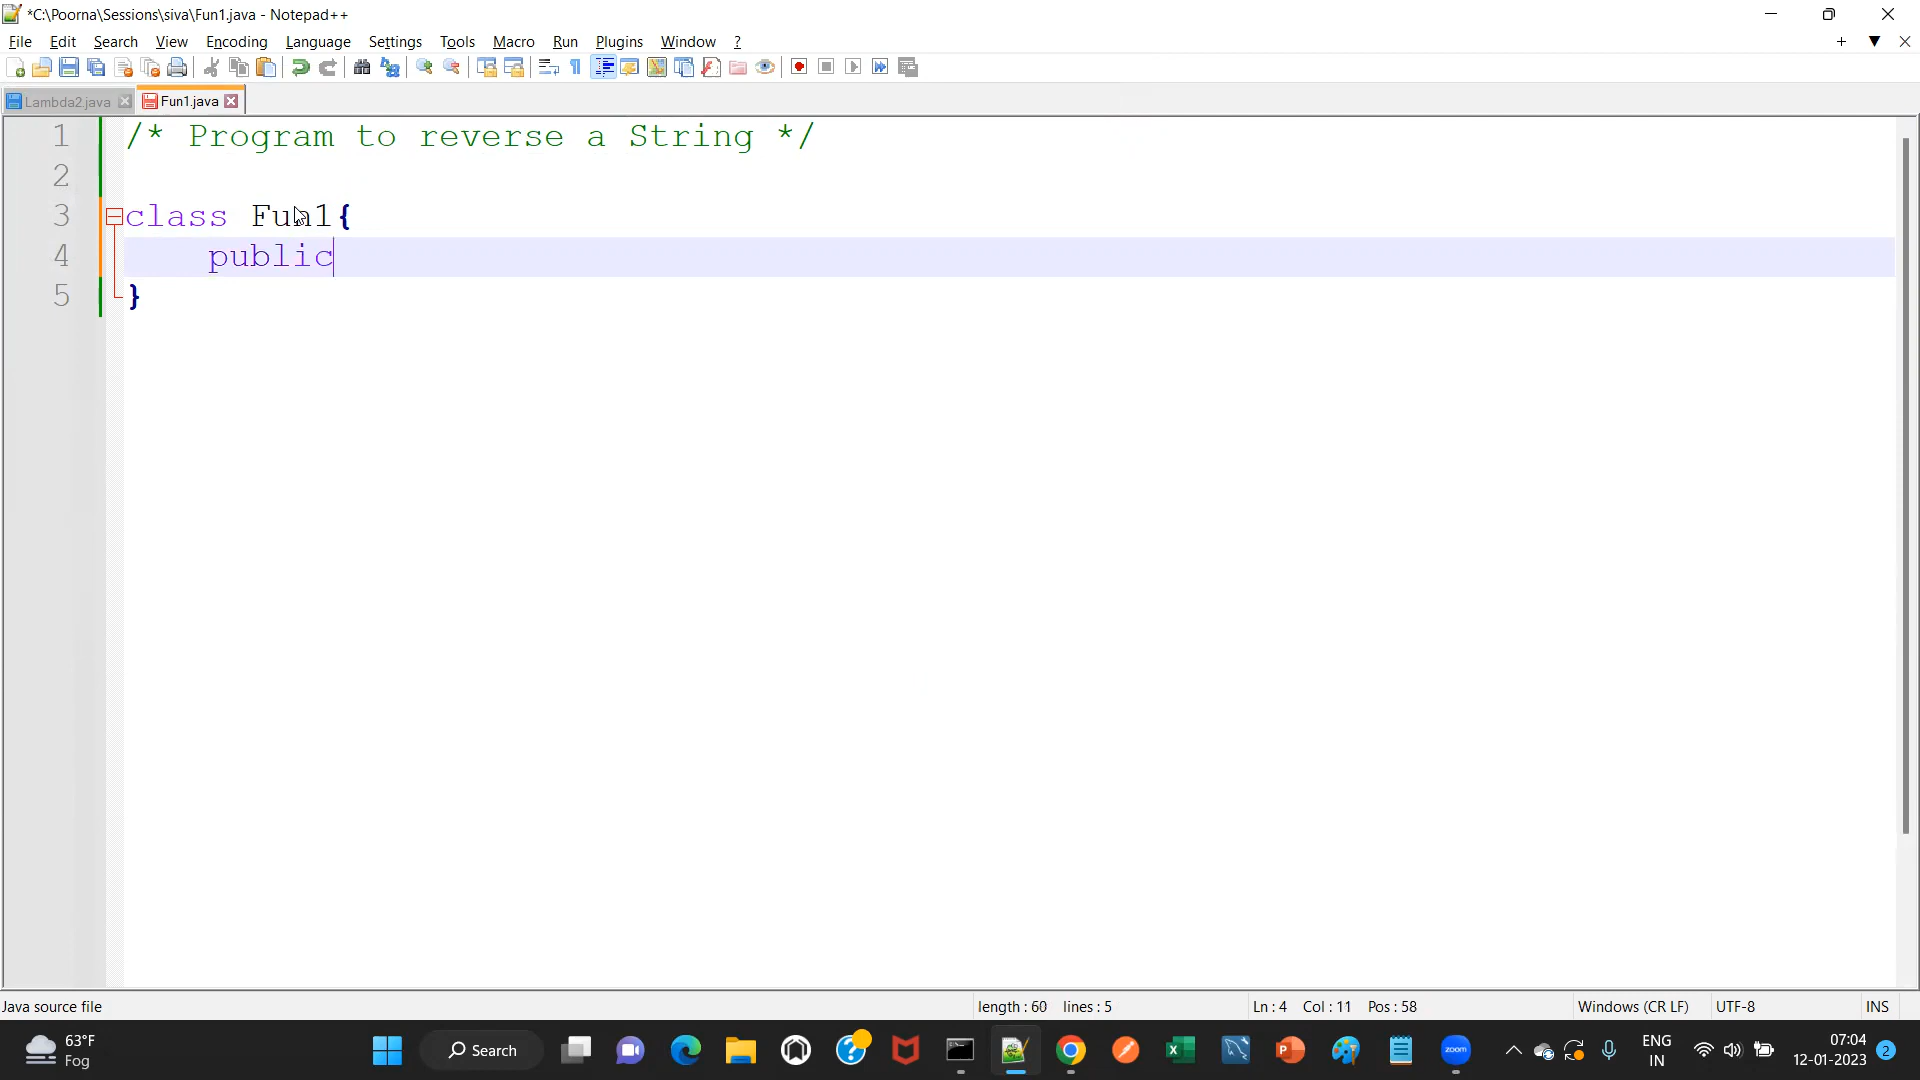 *C:\Poorna\Sessions\siva\Fun1.java - Notepad++
File Edit Search View Encoding Language Settings Tools Macro Run Plugins Window ?
Lambda2.java Fun1.java
1 /* Program to reverse a String */
2
3 class Fun1{
4 public
5 }
Java source file length : 60 lines : 5 Ln : 4 Col : 11 Pos : 58 Windows (CR LF) UTF-8 INS
63°F
Fog
Search
zoom
ENG
IN
07:04
12-01-2023
2